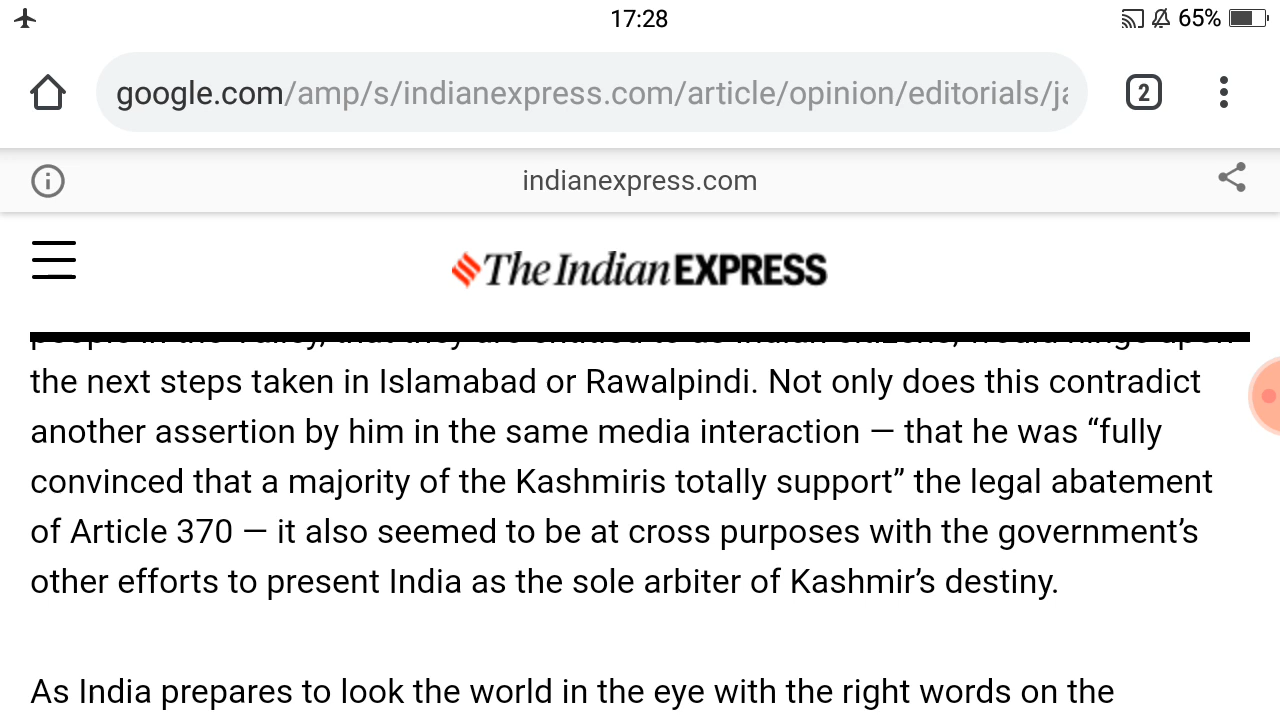 17:28
65%
google.com/amp/s/indianexpress.com/article/opinion/editorials/ja
2
indianexpress.com
The Indian EXPRESS
the next steps taken in Islamabad or Rawalpindi. Not only does this contradict
another assertion by him in the same media interaction — that he was “fully
convinced that a majority of the Kashmiris totally support” the legal abatement
of Article 370 — it also seemed to be at cross purposes with the government’s
other efforts to present India as the sole arbiter of Kashmir’s destiny.
As India prepares to look the world in the eye with the right words on the